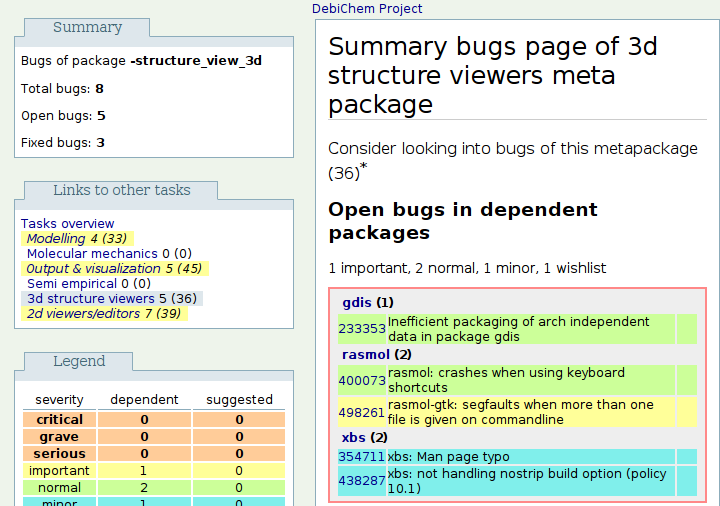 DebiChem Project
Summary
Bugs of package -structure_view_3d
Total bugs: 8
Open bugs: 5
Fixed bugs: 3
Links to other tasks
Tasks overview
Modelling 4 (33)
Molecular mechanics 0 (0)
Output & visualization 5 (45)
Semi empirical 0 (0)
3d structure viewers 5 (36)
2d viewers/editors 7 (39)
Legend
severity dependent suggested
critical 0 0
grave 0 0
serious 0 0
important 1 0
normal 2 0
minor 1 0
Summary bugs page of 3d
structure viewers meta
package
Consider looking into bugs of this metapackage
(36)*
Open bugs in dependent
packages
1 important, 2 normal, 1 minor, 1 wishlist
gdis (1)
233353 Inefficient packaging of arch independent
data in package gdis
rasmol (2)
400073 rasmol: crashes when using keyboard
shortcuts
498261 rasmol-gtk: segfaults when more than one
file is given on commandline
xbs (2)
354711 xbs: Man page typo
438287 xbs: not handling nostrip build option (policy
10.1)